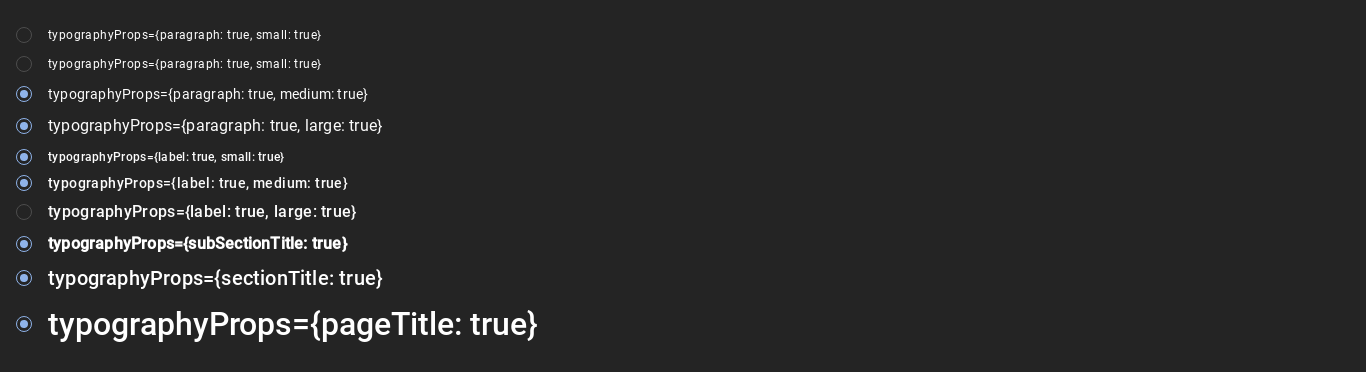 typographyProps={paragraph: true, small: true}
typographyProps={paragraph: true, small: true}
typographyProps={paragraph: true, medium: true}
typographyProps={paragraph: true, large: true}
typographyProps={label: true, small: true}
typographyProps={label: true, medium: true}
typographyProps={label: true, large: true}
typographyProps={subSectionTitle: true}
typographyProps={sectionTitle: true}
typographyProps={pageTitle: true}